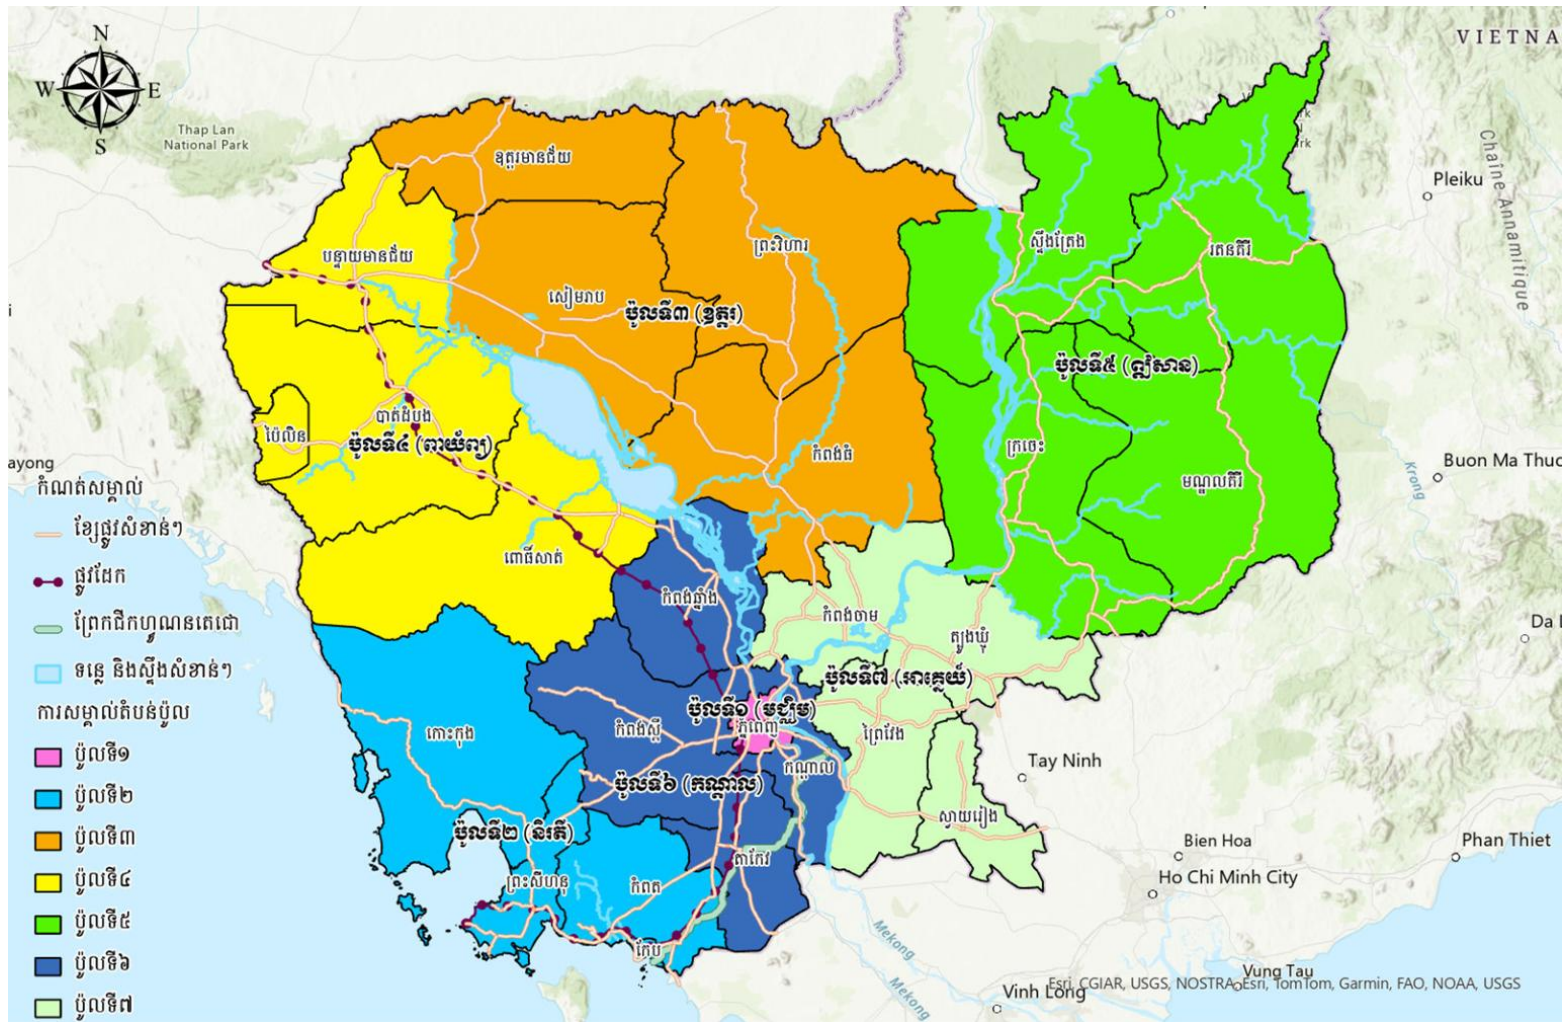 N
VIETNA
W
E
Thap Lan
National Park
S
ឧត្តរមានជ័យ
Chaîne Annamitique
Pleiku
ព្រះវិហារ
ស្ទឹងត្រែង
រតនគិរី
បន្ទាយមានជ័យ
សៀមរាប
ប៉ូលទី៣ (ឧត្តរ)
ប៉ូលទី៥ (ឦសាន)
បាត់ដំបង
ប៉ៃលិន
ប៉ូលទី៤ (ពាយ័ព្យ)
ក្រចេះ
កំពង់ធំ
ayong
Buon Ma Thuo
Krong
មណ្ឌលគិរី
កំណត់សម្គាល់
ខ្សែផ្លូវសំខាន់ៗ
ពោធិ៍សាត់
ផ្លូវដែក
កំពង់ឆ្នាំង
កំពង់ចាម
ព្រែកជីកហ្វូណនតេជោ
ត្បូងឃ្មុំ
Da L
ទន្លេ និងស្ទឹងសំខាន់ៗ
ប៉ូលទី៧ (អាគ្នេយ៍)
ការសម្គាល់តំបន់ប៉ូល
ប៉ូលទី១ (មជ្ឈិម)
កោះកុង
កំពង់ស្ពឺ
ភ្នំពេញ
ព្រៃវែង
ប៉ូលទី១
កណ្តាល
Tay Ninh
ប៉ូលទី៦ (កណ្តាល)
ប៉ូលទី២
ស្វាយរៀង
ប៉ូលទី២ (និរតី)
ប៉ូលទី៣
Bien Hoa
Phan Thiet
តាកែវ
ព្រះសីហនុ
កំពត
Ho Chi Minh City
ប៉ូលទី៤
ប៉ូលទី៥
កែប
Mekong
ប៉ូលទី៦
Vung Tau
Mekong
Vinh Long
Esri, CGIAR, USGS, NOSTRA, Esri, TomTom, Garmin, FAO, NOAA, USGS
ប៉ូលទី៧